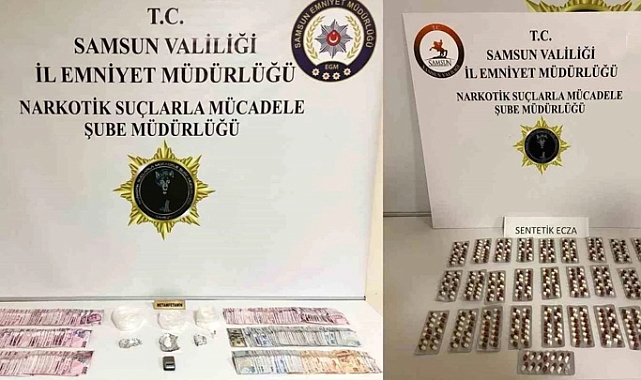 T.C.
SAMSUN VALİLİĞİ
İL EMNİYET MÜDÜRLÜĞÜ
NARKOTİK SUÇLARLA MÜCADELE
ŞUBE MÜDÜRLÜĞÜ
SAMSUN EMNİYET MÜDÜRLÜĞÜ
EGM
METAMFETAMİN
T.C.
SAMSUN VALİLİĞİ
İL EMNİYET MÜDÜRLÜĞÜ
NARKOTİK SUÇLARLA MÜCADELE
ŞUBE MÜDÜRLÜĞÜ
T.C.
SAMSUN
SENTETİK ECZA